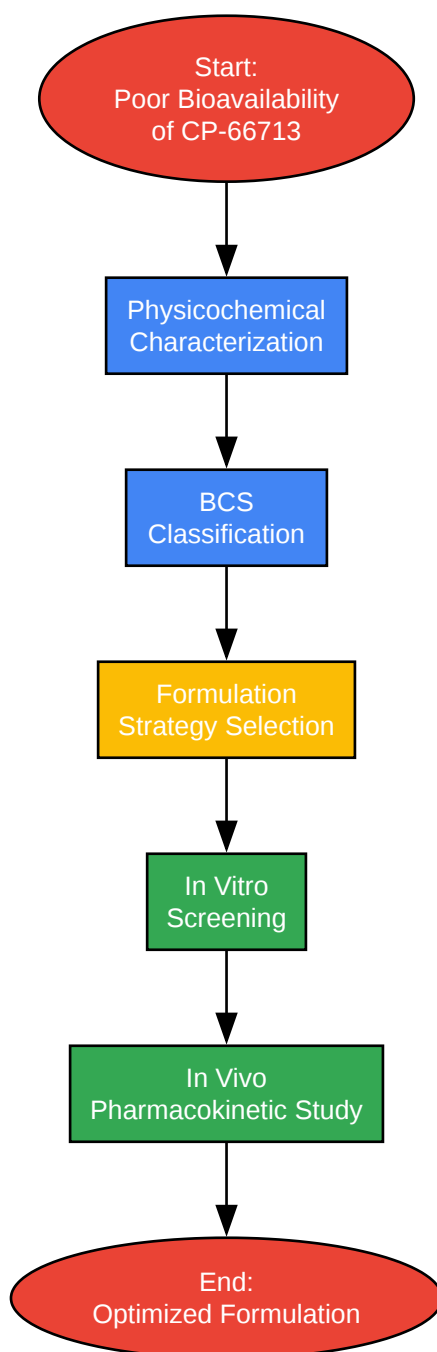 Start:
Poor Bioavailability
of CP-66713
Physicochemical
Characterization
BCS
Classification
Formulation
Strategy Selection
In Vitro
Screening
In Vivo
Pharmacokinetic Study
End:
Optimized Formulation